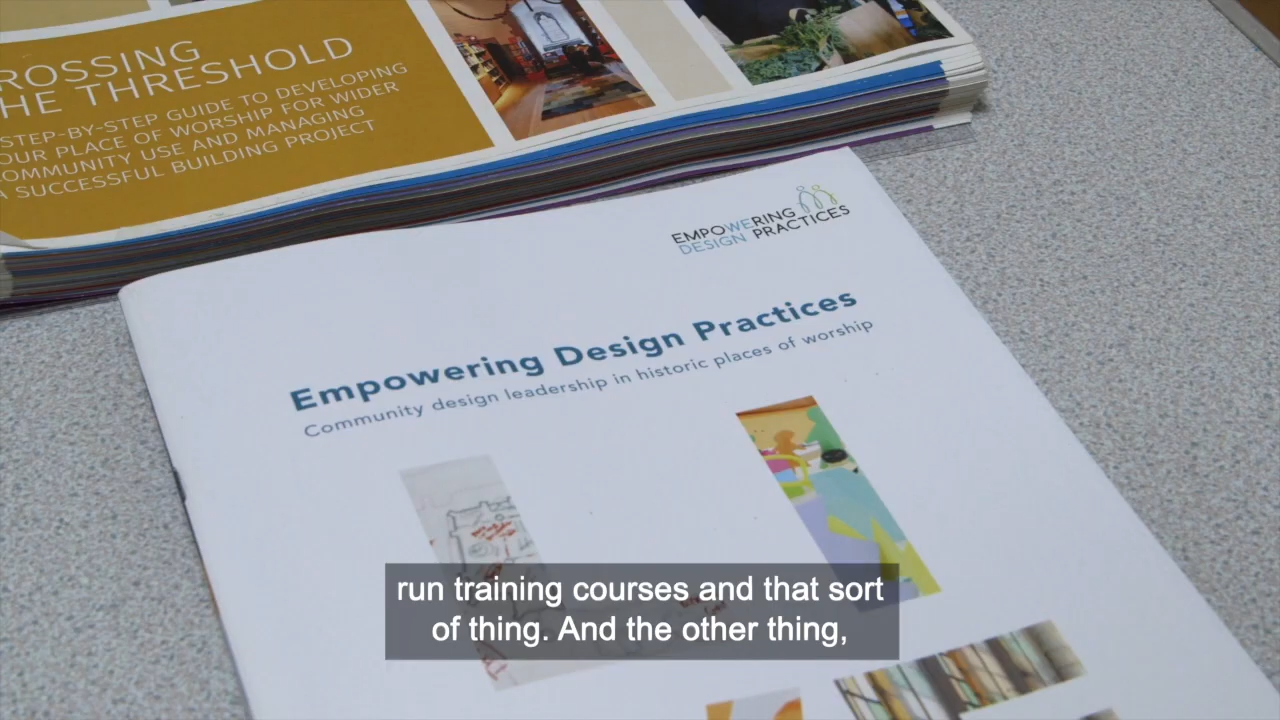 ROSSING
HE THRESHOLD
STEP-BY-STEP GUIDE TO DEVELOPING
OUR PLACE OF WORSHIP FOR WIDER
OMMUNITY USE AND MANAGING
A SUCCESSFUL BUILDING PROJECT
EMPOWERING
DESIGN PRACTICES
Empowering Design Practices
Community design leadership in historic places of worship
run training courses and that sort
of thing. And the other thing,